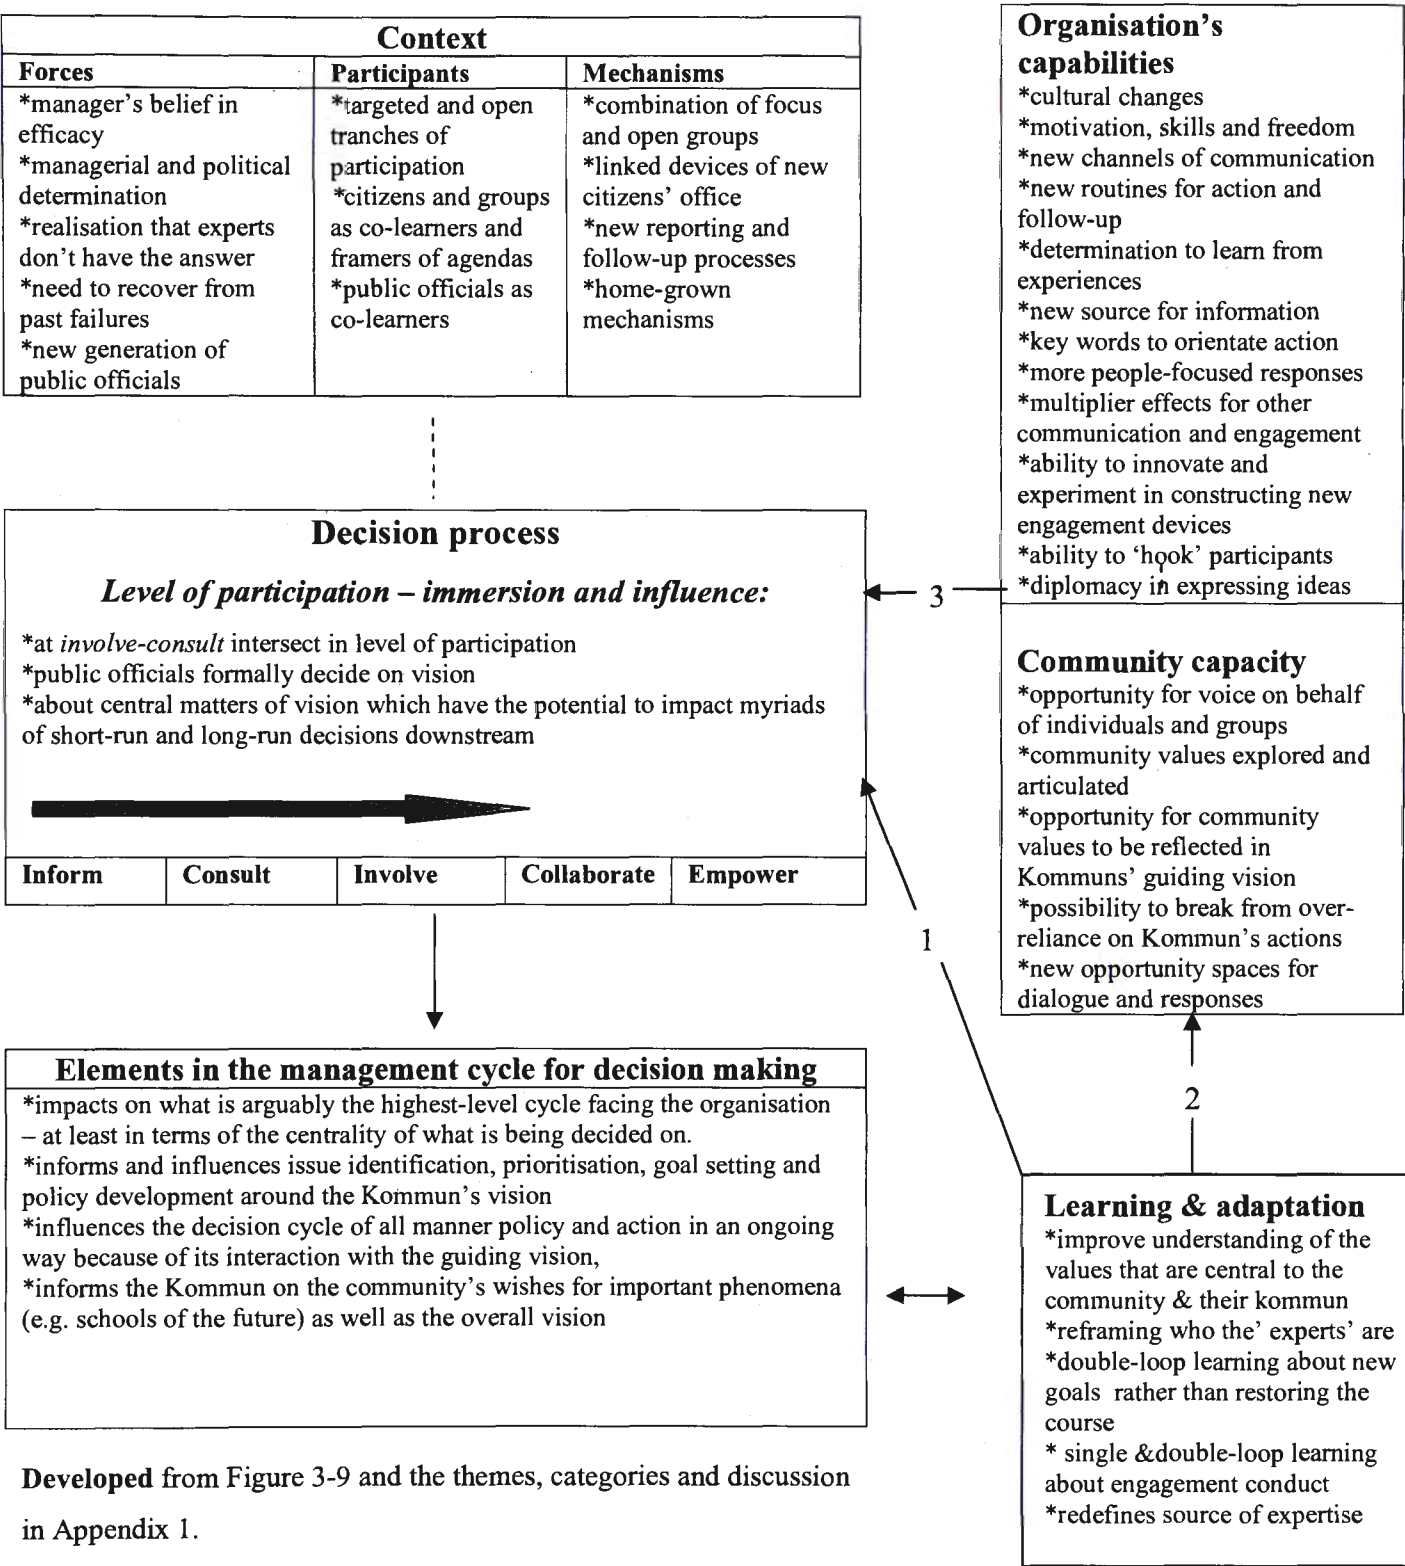 Context
Forces
*manager's belief in
efficacy
*managerial and political
determination
*realisation that experts
don't have the answer
*need to recover from
past failures
*new generation of
public officials
Participants
*targeted and open
tranches of
participation
*citizens and groups
as co-learners and
framers of agendas
*public officials as
co-learners
Mechanisms
*combination of focus
and open groups
*linked devices of new
citizens' office
*new reporting and
follow-up processes
*home-grown
mechanisms
Decision process
Level of participation – immersion and influence:
*at involve-consult intersect in level of participation
*public officials formally decide on vision
*about central matters of vision which have the potential to impact myriads
of short-run and long-run decisions downstream
Inform
Consult
Involve
Collaborate
Empower
Elements in the management cycle for decision making
*impacts on what is arguably the highest-level cycle facing the organisation
– at least in terms of the centrality of what is being decided on.
*informs and influences issue identification, prioritisation, goal setting and
policy development around the Kommun's vision
*influences the decision cycle of all manner policy and action in an ongoing
way because of its interaction with the guiding vision,
*informs the Kommun on the community's wishes for important phenomena
(e.g. schools of the future) as well as the overall vision
Developed from Figure 3-9 and the themes, categories and discussion
in Appendix 1.
Organisation's
capabilities
*cultural changes
*motivation, skills and freedom
*new channels of communication
*new routines for action and
follow-up
*determination to learn from
experiences
*new source for information
*key words to orientate action
*more people-focused responses
*multiplier effects for other
communication and engagement
*ability to innovate and
experiment in constructing new
engagement devices
*ability to 'hook' participants
*diplomacy in expressing ideas
3
Community capacity
*opportunity for voice on behalf
of individuals and groups
*community values explored and
articulated
*opportunity for community
values to be reflected in
Kommuns' guiding vision
*possibility to break from over-
reliance on Kommun's actions
*new opportunity spaces for
dialogue and responses
1
2
Learning & adaptation
*improve understanding of the
values that are central to the
community & their kommun
*reframing who the' experts' are
*double-loop learning about new
goals rather than restoring the
course
* single &double-loop learning
about engagement conduct
*redefines source of expertise